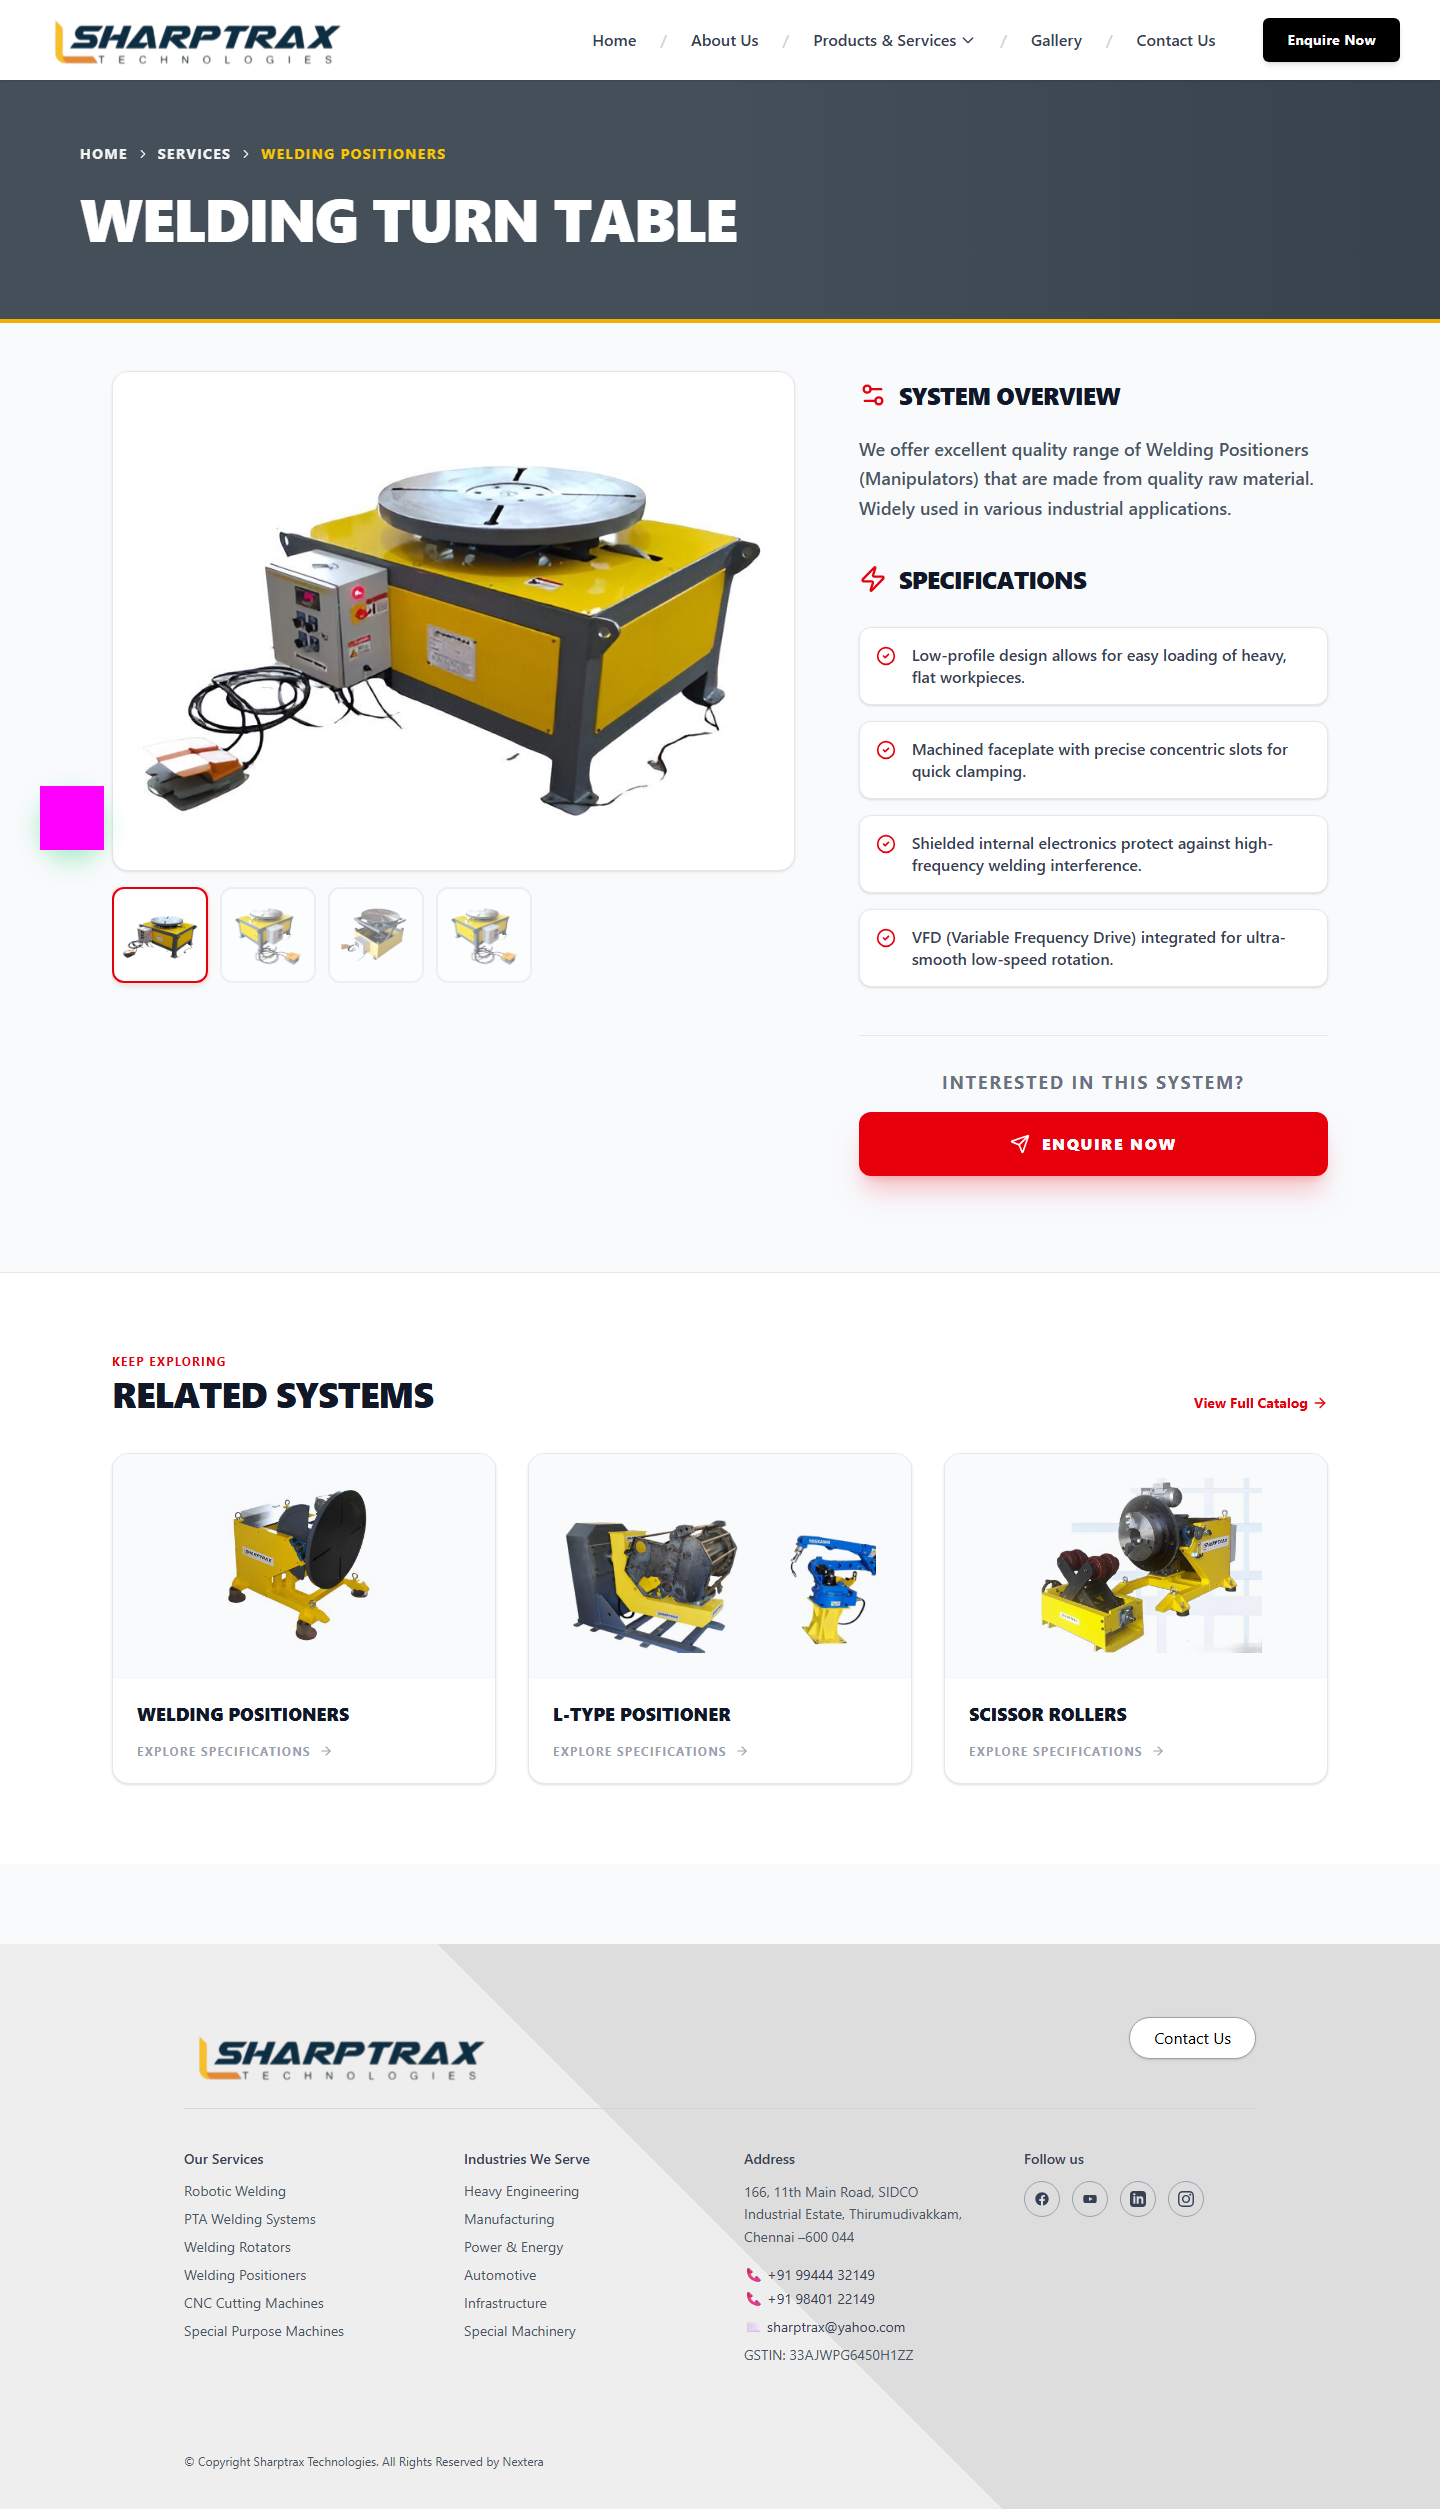 SHARPTRAX
TECHNOLOGIES
Home / About Us / Products & Services / Gallery / Contact Us
Enquire Now
HOME > SERVICES > WELDING POSITIONERS
WELDING TURN TABLE
SYSTEM OVERVIEW
We offer excellent quality range of Welding Positioners
(Manipulators) that are made from quality raw material.
Widely used in various industrial applications.
SPECIFICATIONS
Low-profile design allows for easy loading of heavy,
flat workpieces.
Machined faceplate with precise concentric slots for
quick clamping.
Shielded internal electronics protect against high-
frequency welding interference.
VFD (Variable Frequency Drive) integrated for ultra-
smooth low-speed rotation.
INTERESTED IN THIS SYSTEM?
ENQUIRE NOW
KEEP EXPLORING
RELATED SYSTEMS
View Full Catalog
WELDING POSITIONERS
EXPLORE SPECIFICATIONS
L-TYPE POSITIONER
EXPLORE SPECIFICATIONS
SCISSOR ROLLERS
EXPLORE SPECIFICATIONS
SHARPTRAX
TECHNOLOGIES
Contact Us
Our Services
Robotic Welding
PTA Welding Systems
Welding Rotators
Welding Positioners
CNC Cutting Machines
Special Purpose Machines
Industries We Serve
Heavy Engineering
Manufacturing
Power & Energy
Automotive
Infrastructure
Special Machinery
Address
166, 11th Main Road, SIDCO
Industrial Estate, Thirumudivakkam,
Chennai –600 044
+91 99444 32149
+91 98401 22149
sharptrax@yahoo.com
GSTIN: 33AJWPG6450H1ZZ
Follow us
© Copyright Sharptrax Technologies. All Rights Reserved by Nextera